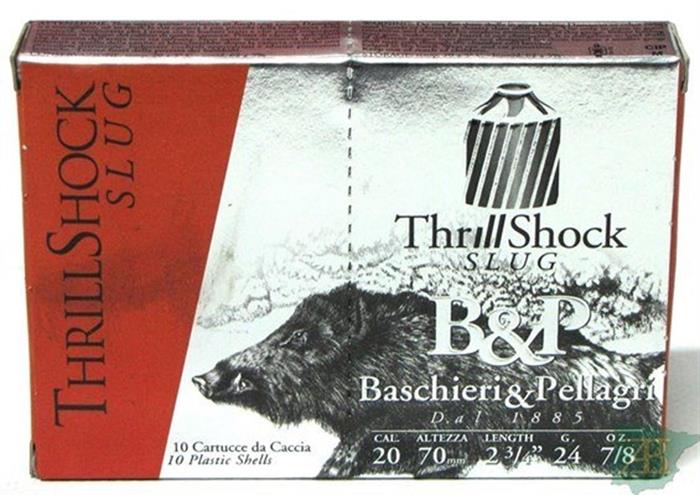 THRILLSHOCK
SLUG
ThrillShock
SLUG
B&P
Baschieri & Pellagri
Dal 1885
10 Cartucce da Caccia
10 Plastic Shells
CAL. ALTEZZA LENGTH G. OZ.
20 70mm 2 3/4" 24 7/8
CIP